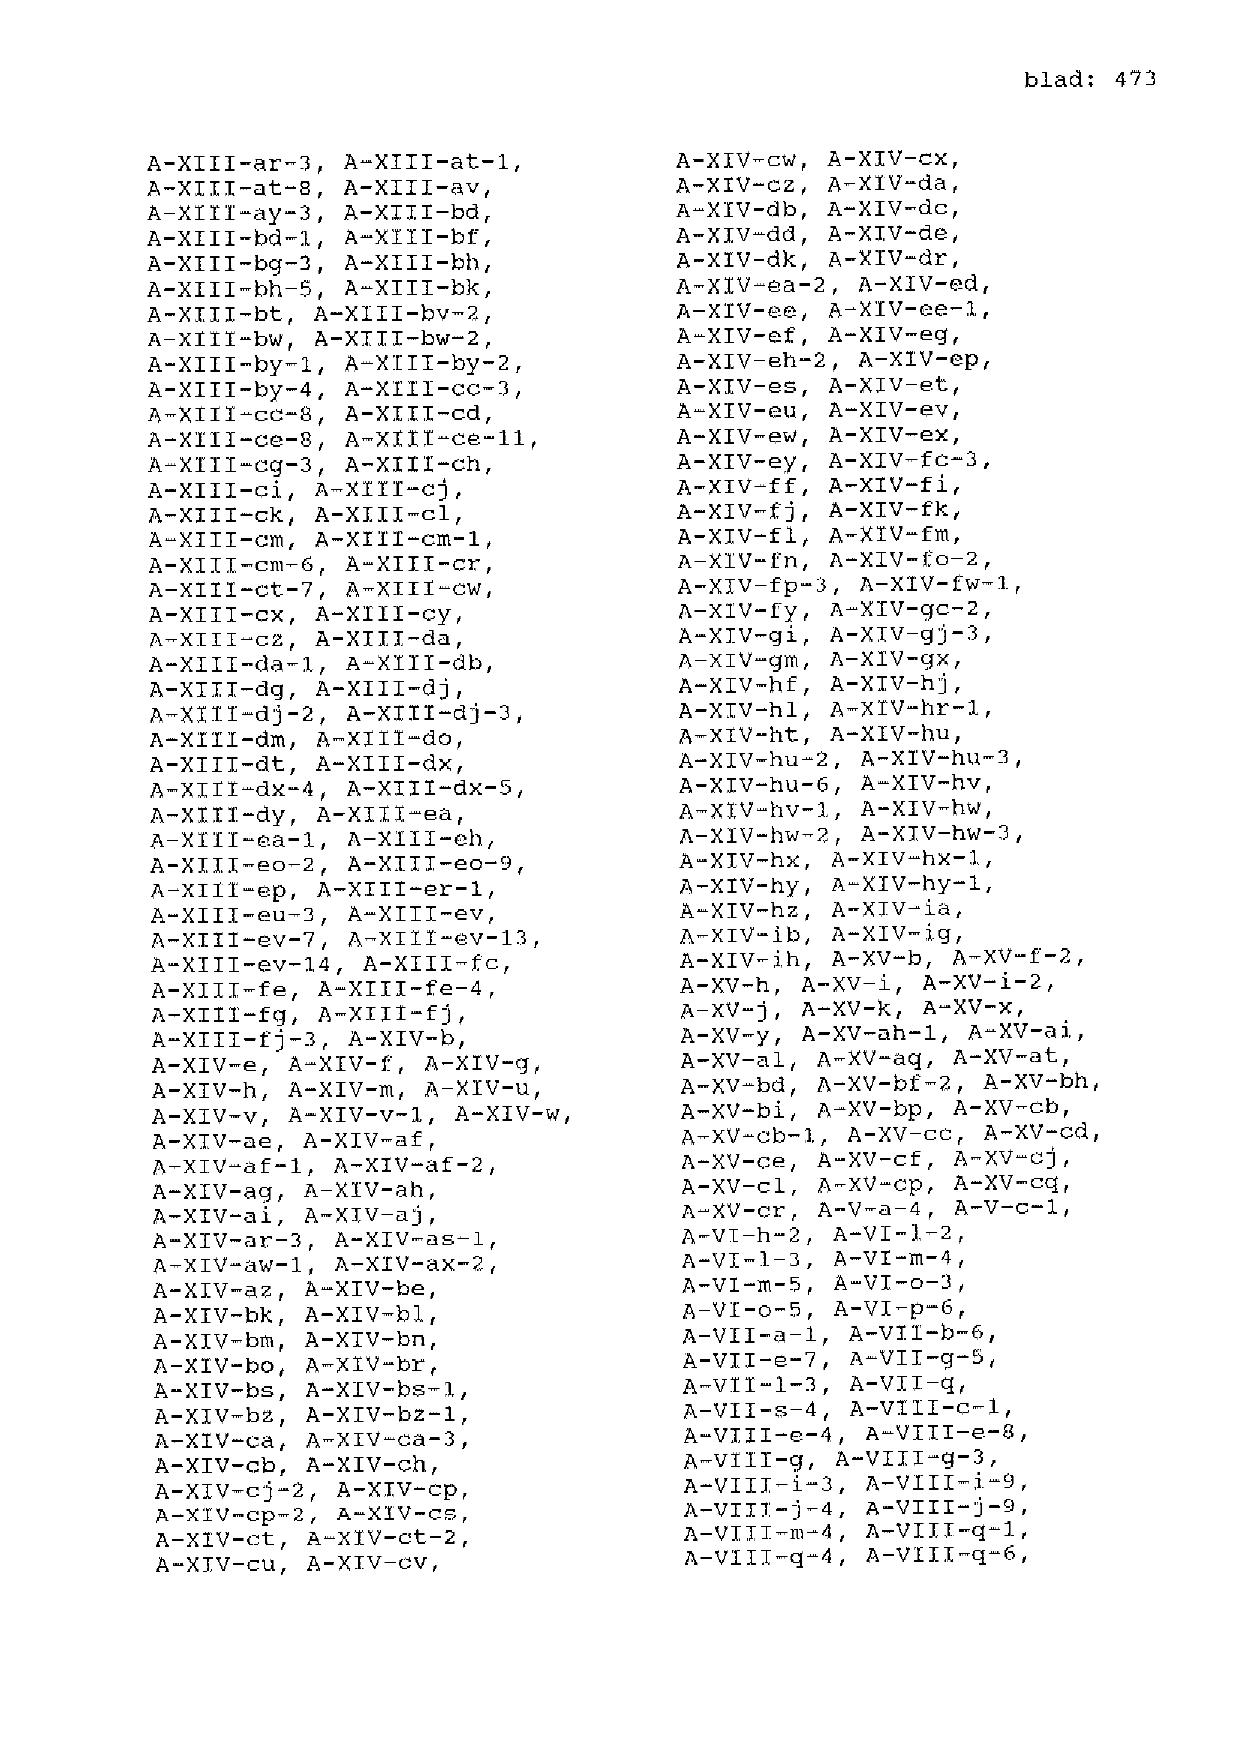 blad: 473
A-XIII-ar-3, A-XIII-at-1,
A-XIII-at-8, A-XIII-av,
A-XIII-ay-3, A-XIII-bd,
A-XIII-bd-1, A-XIII-bf,
A-XIII-bg-3, A-XIII-bh,
A-XIII-bh-5, A-XIII-bk,
A-XIII-bt, A-XIII-bv-2,
A-XIII-bw, A-XIII-bw-2,
A-XIII-by-1, A-XIII-by-2,
A-XIII-by-4, A-XIII-cc-3,
A-XIII-cc-8, A-XIII-cd,
A-XIII-ce-8, A-XIII-ce-11,
A-XIII-cg-3, A-XIII-ch,
A-XIII-ci, A-XIII-cj,
A-XIII-ck, A-XIII-cl,
A-XIII-cm, A-XIII-cm-1,
A-XIII-cm-6, A-XIII-cr,
A-XIII-ct-7, A-XIII-cw,
A-XIII-cx, A-XIII-cy,
A-XIII-cz, A-XIII-da,
A-XIII-da-1, A-XIII-db,
A-XIII-dg, A-XIII-dj,
A-XIII-dj-2, A-XIII-dj-3,
A-XIII-dm, A-XIII-do,
A-XIII-dt, A-XIII-dx,
A-XIII-dx-4, A-XIII-dx-5,
A-XIII-dy, A-XIII-ea,
A-XIII-ea-1, A-XIII-eh,
A-XIII-eo-2, A-XIII-eo-9,
A-XIII-ep, A-XIII-er-1,
A-XIII-eu-3, A-XIII-ev,
A-XIII-ev-7, A-XIII-ev-13,
A-XIII-ev-14, A-XIII-fc,
A-XIII-fe, A-XIII-fe-4,
A-XIII-fg, A-XIII-fj,
A-XIII-fj-3, A-XIV-b,
A-XIV-e, A-XIV-f, A-XIV-g,
A-XIV-h, A-XIV-m, A-XIV-u,
A-XIV-v, A-XIV-v-1, A-XIV-w,
A-XIV-ae, A-XIV-af,
A-XIV-af-1, A-XIV-af-2,
A-XIV-ag, A-XIV-ah,
A-XIV-ai, A-XIV-aj,
A-XIV-ar-3, A-XIV-as-1,
A-XIV-aw-1, A-XIV-ax-2,
A-XIV-az, A-XIV-be,
A-XIV-bk, A-XIV-bl,
A-XIV-bm, A-XIV-bn,
A-XIV-bo, A-XIV-br,
A-XIV-bs, A-XIV-bs-1,
A-XIV-bz, A-XIV-bz-1,
A-XIV-ca, A-XIV-ca-3,
A-XIV-cb, A-XIV-ch,
A-XIV-cj-2, A-XIV-cp,
A-XIV-cp-2, A-XIV-cs,
A-XIV-ct, A-XIV-ct-2,
A-XIV-cu, A-XIV-cv,
A-XIV-cw, A-XIV-cx,
A-XIV-cz, A-XIV-da,
A-XIV-db, A-XIV-dc,
A-XIV-dd, A-XIV-de,
A-XIV-dk, A-XIV-dr,
A-XIV-ea-2, A-XIV-ed,
A-XIV-ee, A-XIV-ee-1,
A-XIV-ef, A-XIV-eg,
A-XIV-eh-2, A-XIV-ep,
A-XIV-es, A-XIV-et,
A-XIV-eu, A-XIV-ev,
A-XIV-ew, A-XIV-ex,
A-XIV-ey, A-XIV-fc-3,
A-XIV-ff, A-XIV-fi,
A-XIV-fj, A-XIV-fk,
A-XIV-fl, A-XIV-fm,
A-XIV-fn, A-XIV-fo-2,
A-XIV-fp-3, A-XIV-fw-1,
A-XIV-fy, A-XIV-gc-2,
A-XIV-gi, A-XIV-gj-3,
A-XIV-gm, A-XIV-gx,
A-XIV-hf, A-XIV-hj,
A-XIV-hl, A-XIV-hr-1,
A-XIV-ht, A-XIV-hu,
A-XIV-hu-2, A-XIV-hu-3,
A-XIV-hu-6, A-XIV-hv,
A-XIV-hv-1, A-XIV-hw,
A-XIV-hw-2, A-XIV-hw-3,
A-XIV-hx, A-XIV-hx-1,
A-XIV-hy, A-XIV-hy-1,
A-XIV-hz, A-XIV-ia,
A-XIV-ib, A-XIV-ig,
A-XIV-ih, A-XV-b, A-XV-f-2,
A-XV-h, A-XV-i, A-XV-i-2,
A-XV-j, A-XV-k, A-XV-x,
A-XV-y, A-XV-ah-1, A-XV-ai,
A-XV-al, A-XV-aq, A-XV-at,
A-XV-bd, A-XV-bf-2, A-XV-bh,
A-XV-bi, A-XV-bp, A-XV-cb,
A-XV-cb-1, A-XV-cc, A-XV-cd,
A-XV-ce, A-XV-cf, A-XV-cj,
A-XV-cl, A-XV-cp, A-XV-cq,
A-XV-cr, A-V-a-4, A-V-c-1,
A-VI-h-2, A-VI-l-2,
A-VI-l-3, A-VI-m-4,
A-VI-m-5, A-VI-o-3,
A-VI-o-5, A-VI-p-6,
A-VII-a-1, A-VII-b-6,
A-VII-e-7, A-VII-g-5,
A-VII-l-3, A-VII-q,
A-VII-s-4, A-VIII-c-1,
A-VIII-e-4, A-VIII-e-8,
A-VIII-g, A-VIII-g-3,
A-VIII-i-3, A-VIII-i-9,
A-VIII-j-4, A-VIII-j-9,
A-VIII-m-4, A-VIII-q-1,
A-VIII-q-4, A-VIII-q-6,